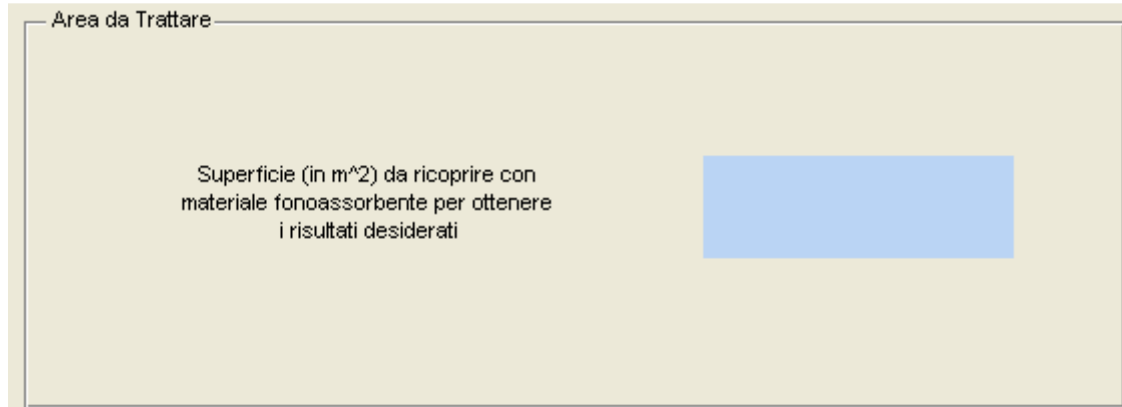 Area da Trattare
Superficie (in m^2) da ricoprire con
materiale fonoassorbente per ottenere
i risultati desiderati